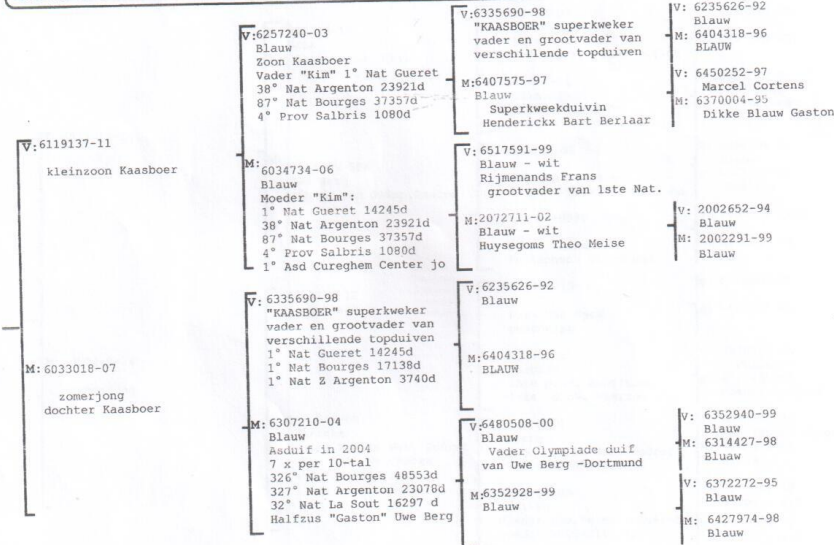 V:6119137-11
kleinzoon Kaasboer
M:6033018-07
zomerjong
dochter Kaasboer
V:6257240-03
Blauw
Zoon Kaasboer
Vader "Kim" 1° Nat Gueret
38° Nat Argenton 23921d
87° Nat Bourges 37357d
4° Prov Salbris 1080d
M:
6034734-06
Blauw
Moeder "Kim":
1° Nat Gueret 14245d
38° Nat Argenton 23921d
87° Nat Bourges 37357d
4° Prov Salbris 1080d
1° Asd Cureghem Center jo
V: 6335690-98
"KAASBOER" superkweker
vader en grootvader van
verschillende topduiven
1° Nat Gueret 14245d
1° Nat Bourges 17138d
1° Nat Z Argenton 3740d
M: 6307210-04
Blauw
Asduif in 2004
7 x per 10-tal
326° Nat Bourges 48553d
327° Nat Argenton 23078d
32° Nat La Sout 16297 d
Halfzus "Gaston" Uwe Berg
V:6335690-98
"KAASBOER" superkweker
vader en grootvader van
verschillende topduiven
M:6407575-97
Blauw
Superkweekduivin
Henderickx Bart Berlaar
V: 6517591-99
Blauw - wit
Rijmenands Frans
grootvader van 1ste Nat.
M:2072711-02
Blauw - wit
Huysegoms Theo Meise
V:6235626-92
Blauw
M:6404318-96
BLAUW
V:6480508-00
Blauw
Vader Olympiade duif
van Uwe Berg -Dortmund
M:6352928-99
Blauw
V: 6235626-92
Blauw
M: 6404318-96
BLAUW
V: 6450252-97
Marcel Cortens
M: 6370004-95
Dikke Blauw Gaston
V: 2002652-94
Blauw
M: 2002291-99
Blauw
V: 6352940-99
Blauw
M: 6314427-98
Bluaw
V: 6372272-95
Blauw
M: 6427974-98
Blauw